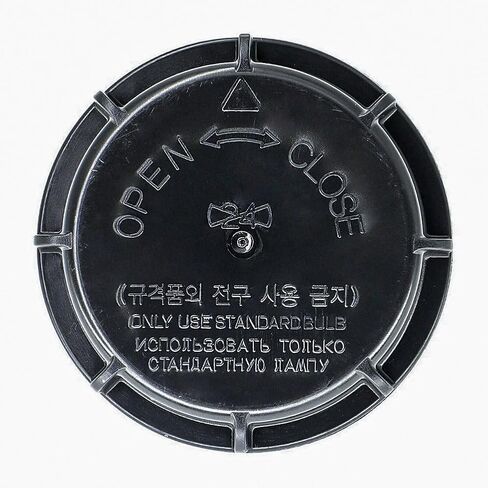 OPEN CLOSE
24
(규격품외 전구 사용 금지)
ONLY USE STANDARD BULB
ИСПОЛЬЗОВАТЬ ТОЛЬКО
СТАНДАРТНУЮ ЛАМПУ